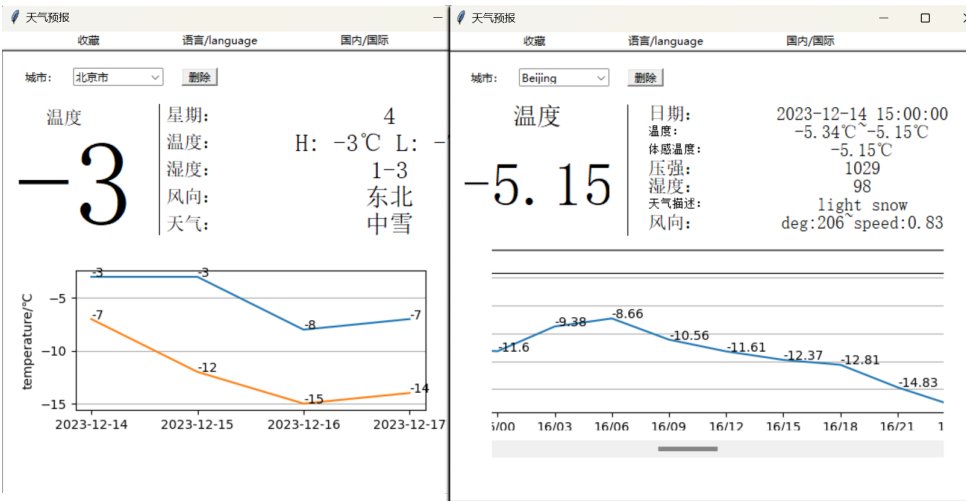 天气预报
收藏 语言/language 国内/国际
城市： 北京市 删除
温度
-3
星期： 4
温度： H: -3℃ L: -
湿度： 1-3
风向： 东北
天气： 中雪
-3 -3 -8 -7
-7 -12 -15 -14
temperature/℃
-5
-10
-15
2023-12-14 2023-12-15 2023-12-16 2023-12-17
天气预报
收藏 语言/language 国内/国际
城市： Beijing 删除
温度
-5.15
日期： 2023-12-14 15:00:00
温度： -5.34℃~-5.15℃
体感温度： -5.15℃
压强： 1029
湿度： 98
天气描述： light snow
风向： deg:206~speed:0.83
-11.6 -9.38 -8.66 -10.56 -11.61 -12.37 -12.81 -14.83
/00 16/03 16/06 16/09 16/12 16/15 16/18 16/21 1